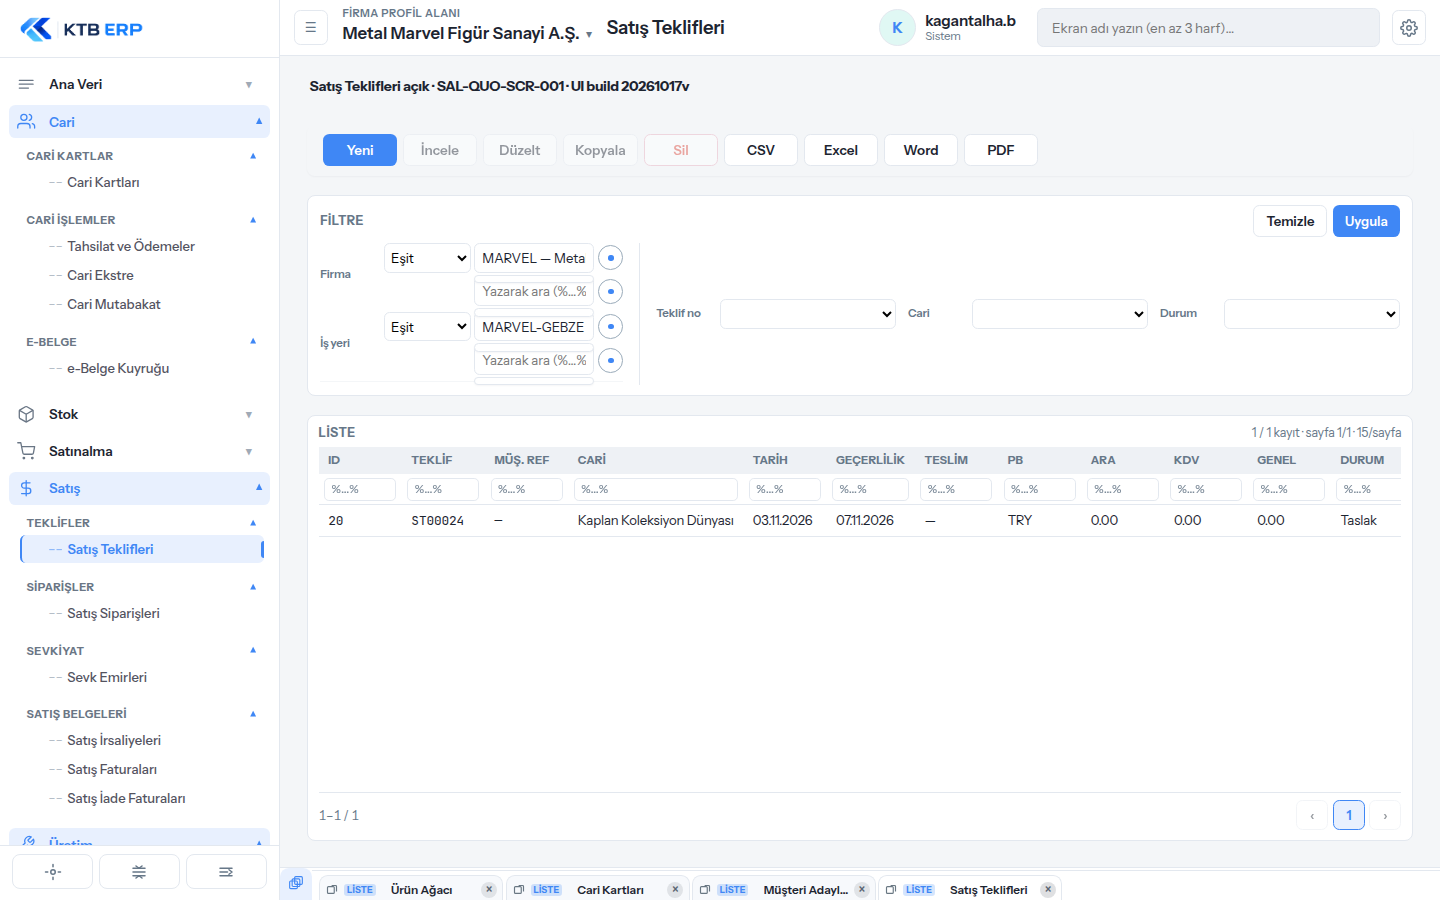 KTB ERP
Ana Veri
Cari
CARİ KARTLAR
Cari Kartları
CARİ İŞLEMLER
Tahsilat ve Ödemeler
Cari Ekstre
Cari Mutabakat
E-BELGE
e-Belge Kuyruğu
Stok
Satınalma
Satış
TEKLİFLER
Satış Teklifleri
SİPARİŞLER
Satış Siparişleri
SEVKİYAT
Sevk Emirleri
SATIŞ BELGELERİ
Satış İrsaliyeleri
Satış Faturaları
Satış İade Faturaları
Üretim
FİRMA PROFİL ALANI
Metal Marvel Figür Sanayi A.Ş.
Satış Teklifleri
K
kagantalha.b
Sistem
Ekran adı yazın (en az 3 harf)...
Satış Teklifleri açık · SAL-QUO-SCR-001 · UI build 20261017v
Yeni İncele Düzelt Kopyala Sil CSV Excel Word PDF
FİLTRE
Temizle Uygula
Firma Eşit MARVEL — Meta
Yazarak ara (%...%
İş yeri Eşit MARVEL-GEBZE
Yazarak ara (%...%
Teklif no Cari Durum
LİSTE
1 / 1 kayıt · sayfa 1/1 · 15/sayfa
ID TEKLİF MÜŞ. REF CARİ TARİH GEÇERLİLİK TESLİM PB ARA KDV GENEL DURUM
%...% %...% %...% %...% %...% %...% %...% %...% %...% %...% %...% %...%
20 ST00024 — Kaplan Koleksiyon Dünyası 03.11.2026 07.11.2026 — TRY 0.00 0.00 0.00 Taslak
1–1 / 1
‹ 1 ›
LİSTE Ürün Ağacı ×
LİSTE Cari Kartları ×
LİSTE Müşteri Adayl... ×
LİSTE Satış Teklifleri ×